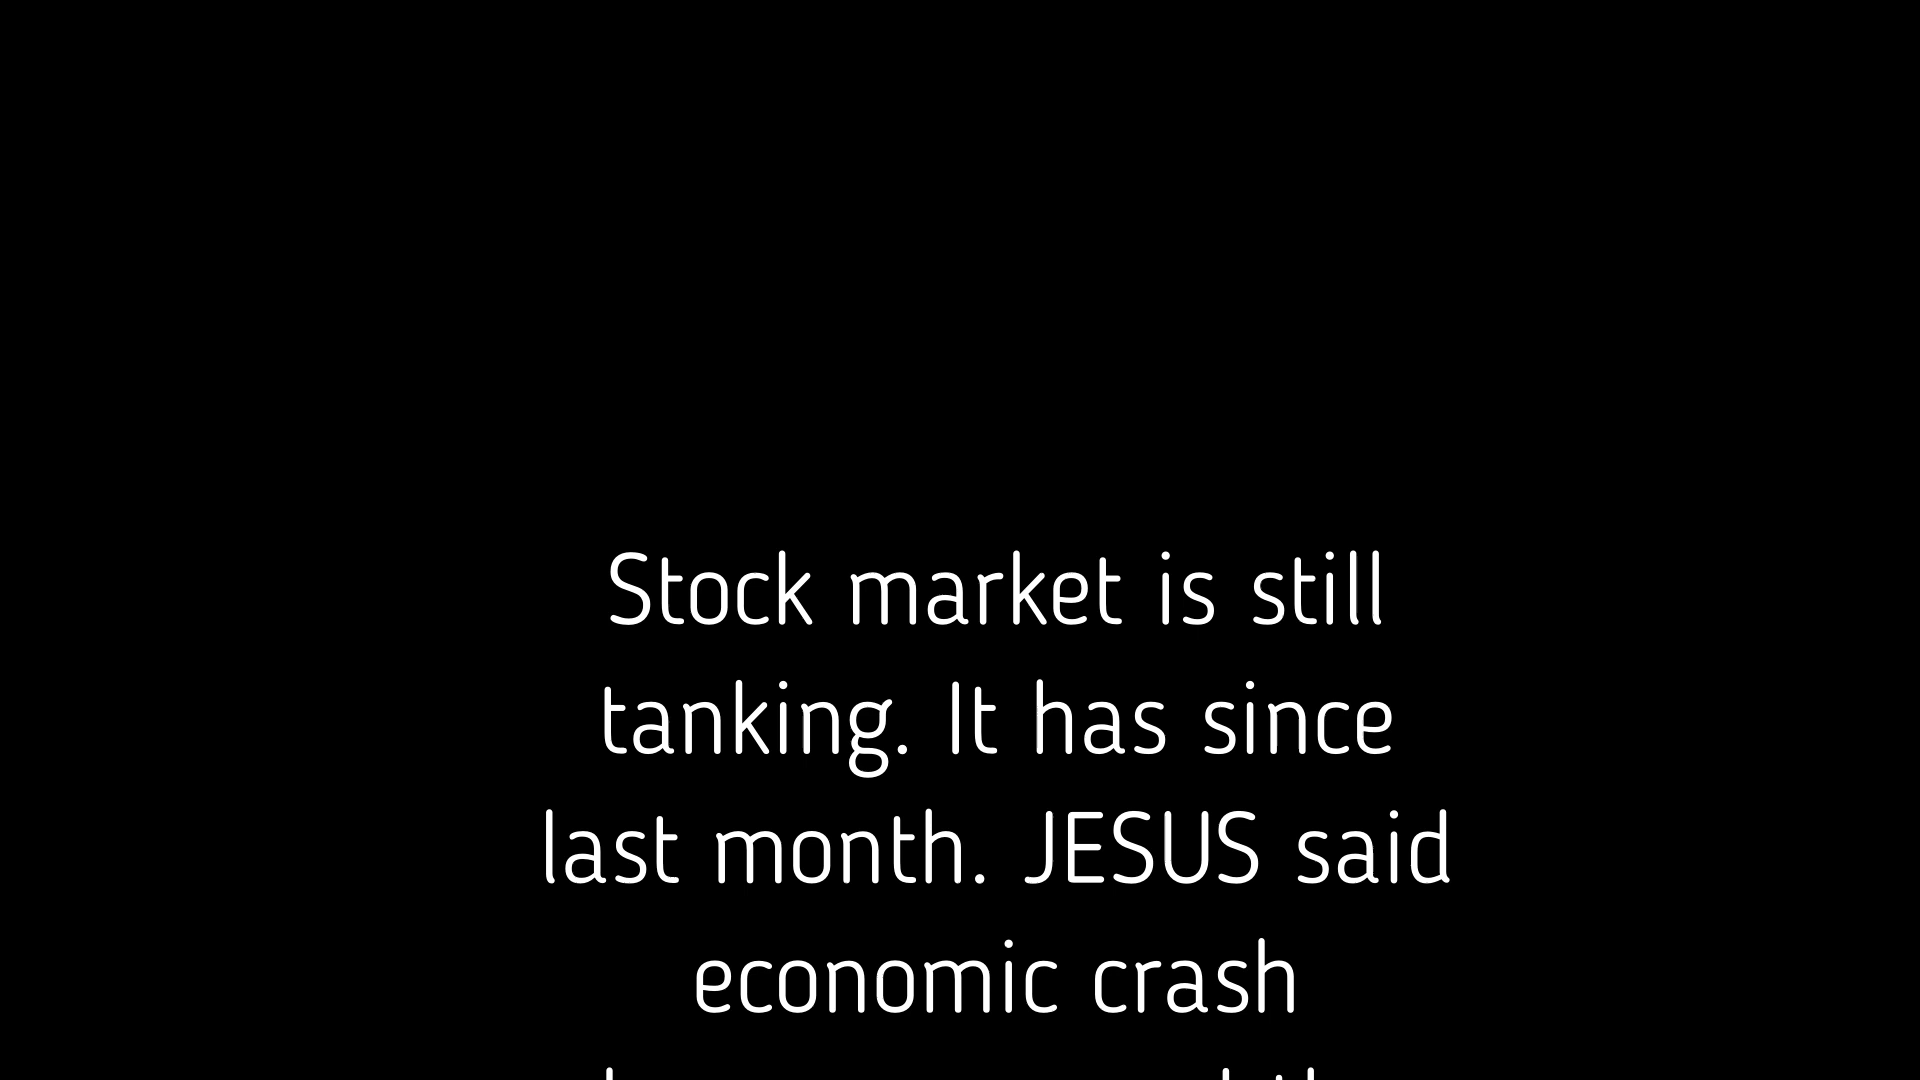 Stock market is still
tanking. It has since
last month. JESUS said
economic crash